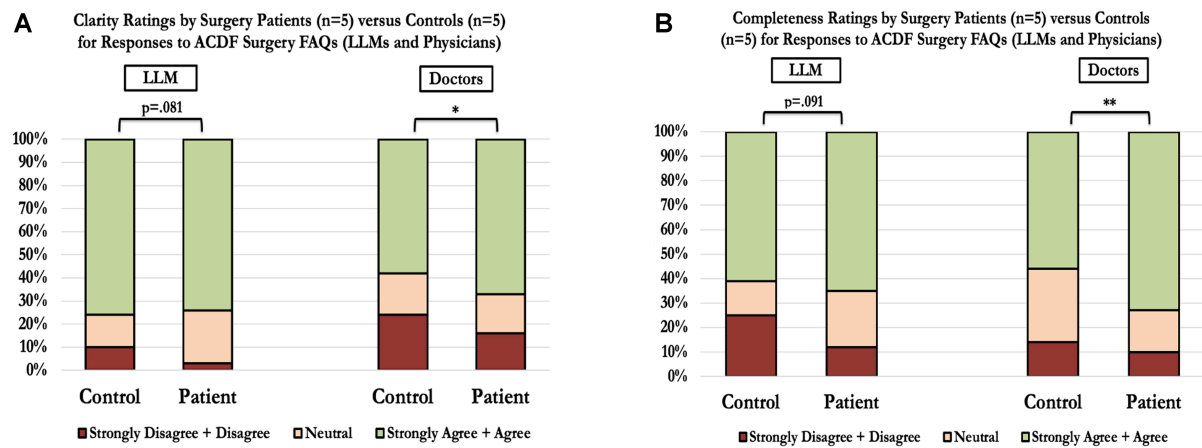 A
Clarity Ratings by Surgery Patients (n=5) versus Controls (n=5)
for Responses to ACDF Surgery FAQs (LLMs and Physicians)
LLM
Doctors
p=.081
*
100%
90%
80%
70%
60%
50%
40%
30%
20%
10%
0%
Control
Patient
Control
Patient
Strongly Disagree + Disagree
Neutral
Strongly Agree + Agree
B
Completeness Ratings by Surgery Patients (n=5) versus Controls
(n=5) for Responses to ACDF Surgery FAQs (LLMs and Physicians)
LLM
Doctors
p=.091
**
100%
90%
80%
70%
60%
50%
40%
30%
20%
10%
0%
Control
Patient
Control
Patient
Strongly Disagree + Disagree
Neutral
Strongly Agree + Agree